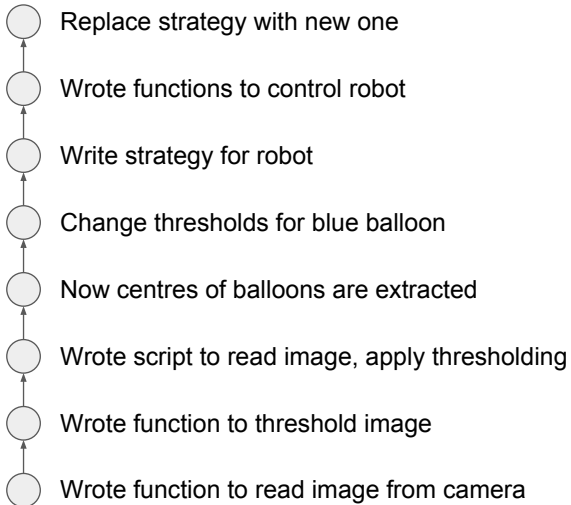 Replace strategy with new one
Wrote functions to control robot
Write strategy for robot
Change thresholds for blue balloon
Now centres of balloons are extracted
Wrote script to read image, apply thresholding
Wrote function to threshold image
Wrote function to read image from camera